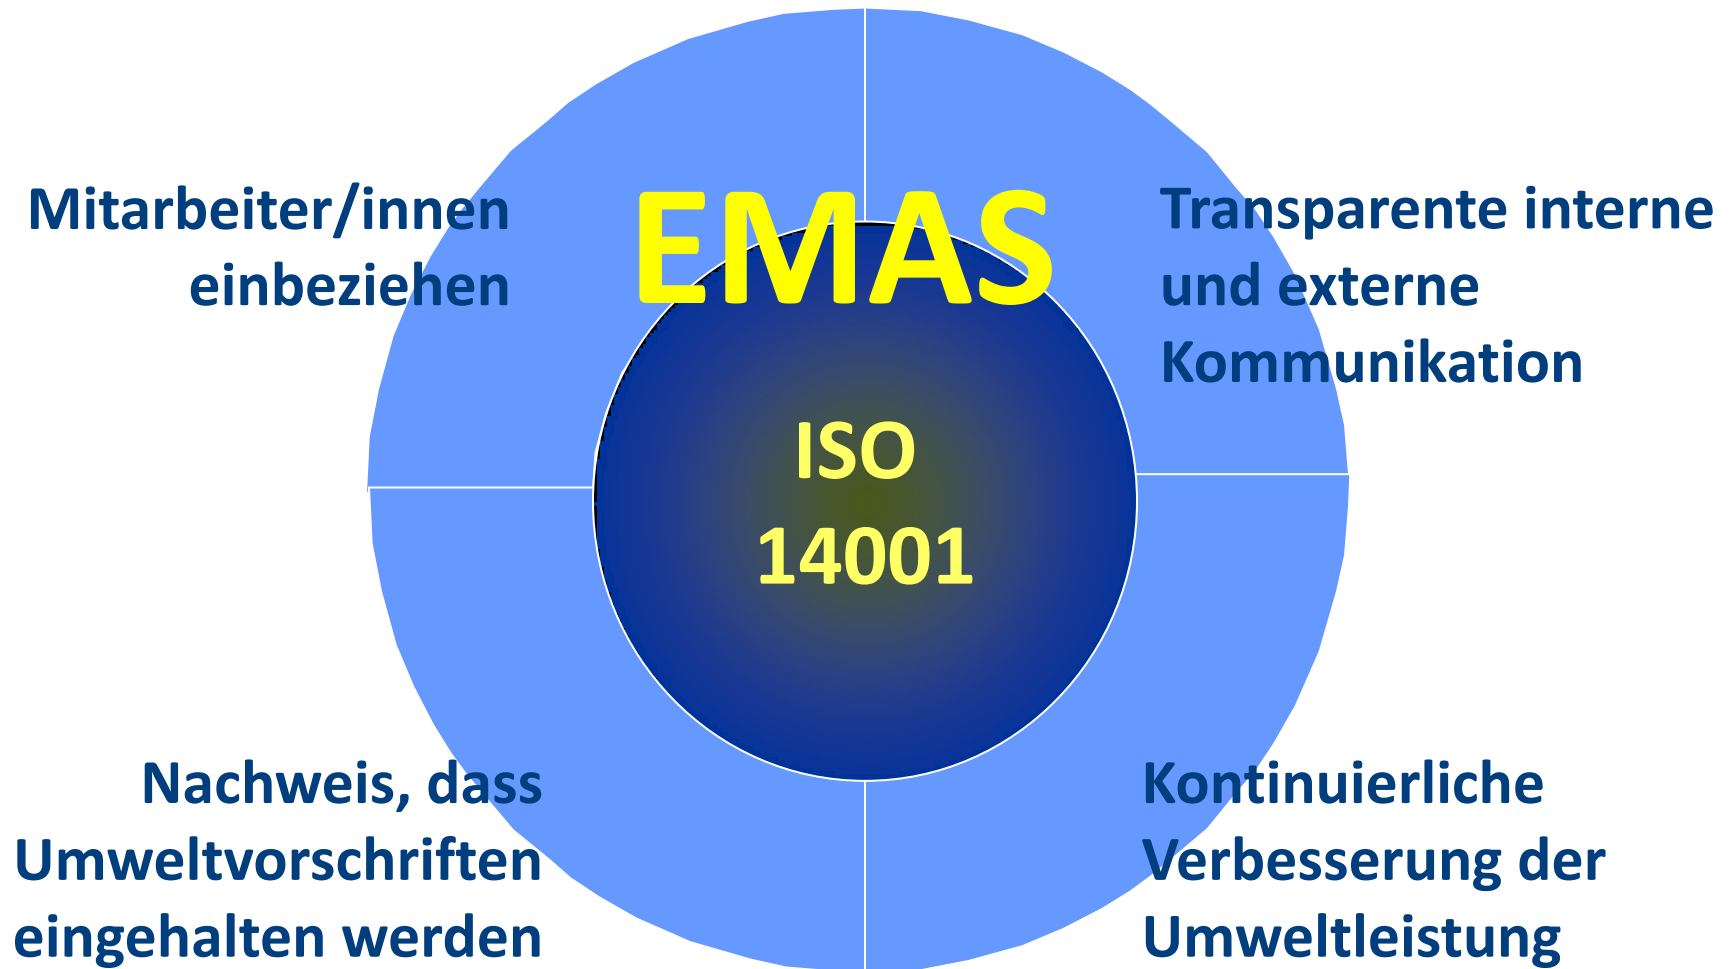 EMAS
Mitarbeiter/innen
einbeziehen
Transparente interne
und externe
Kommunikation
ISO
14001
Nachweis, dass
Umweltvorschriften
eingehalten werden
Kontinuierliche
Verbesserung der
Umweltleistung